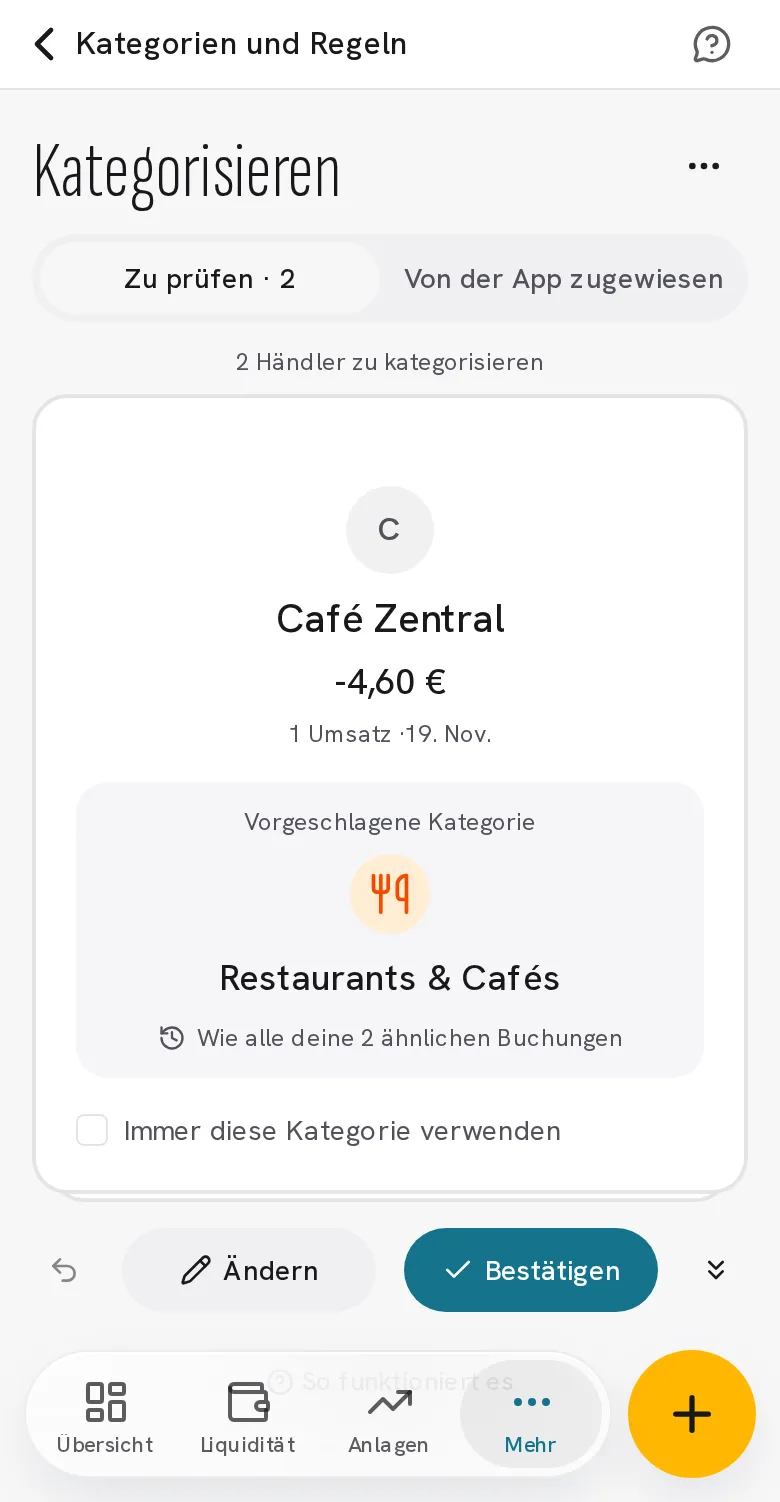 Kategorien und Regeln
Kategorisieren
Zu prüfen · 2
Von der App zugewiesen
2 Händler zu kategorisieren
C
Café Zentral
-4,60 €
1 Umsatz ·19. Nov.
Vorgeschlagene Kategorie
Restaurants & Cafés
Wie alle deine 2 ähnlichen Buchungen
Immer diese Kategorie verwenden
Ändern
Bestätigen
So funktioniert es
Übersicht
Liquidität
Anlagen
Mehr